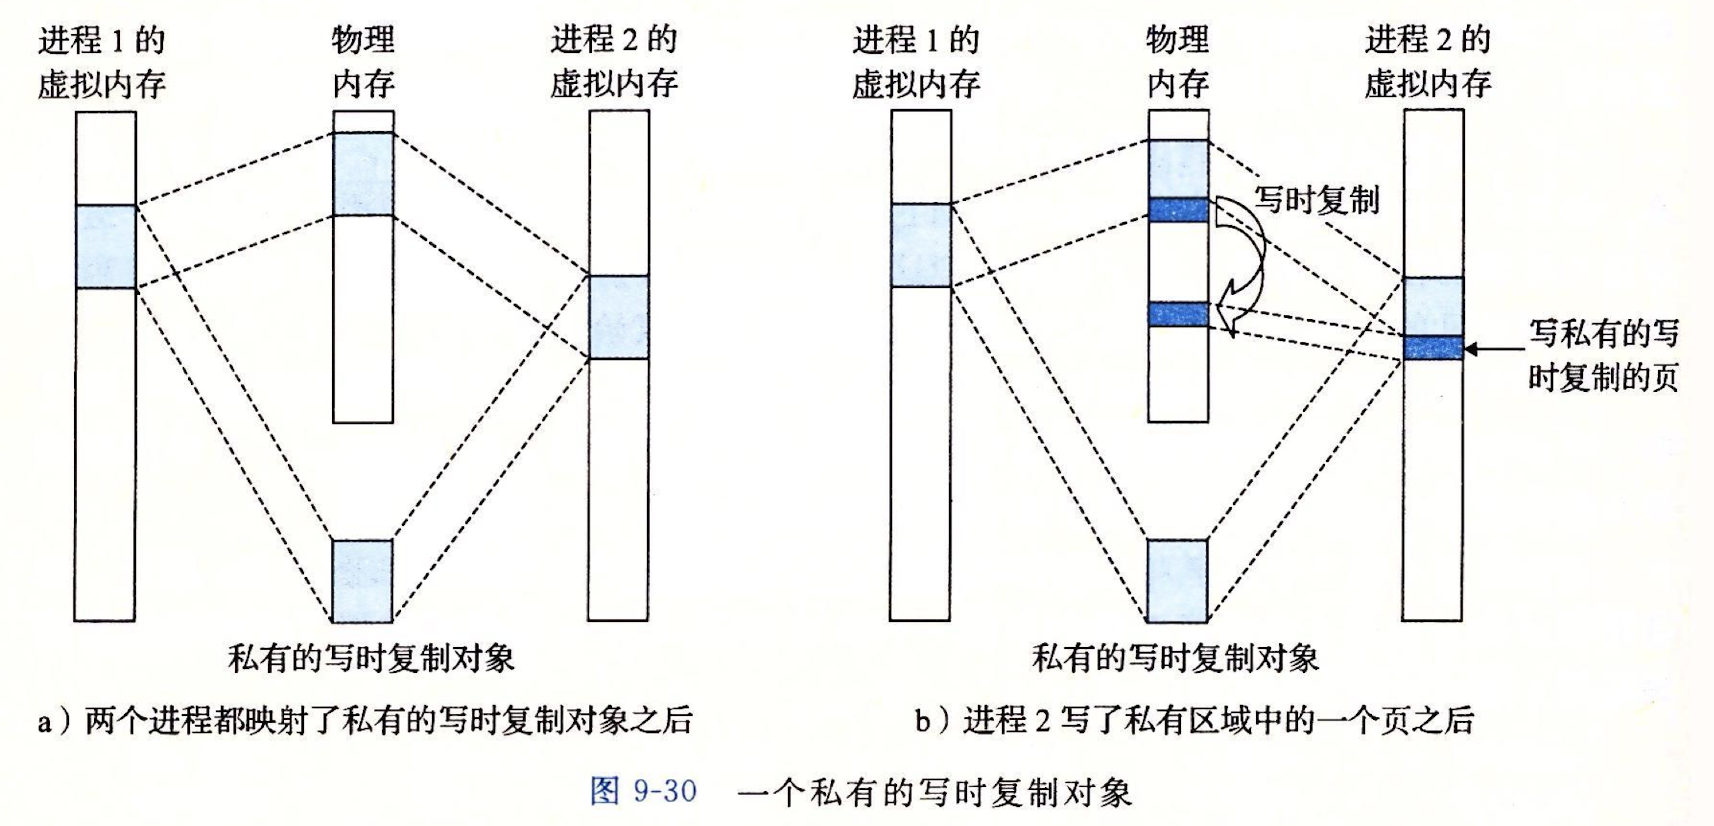 进程 1 的
虚拟内存
物理
内存
进程 2 的
虚拟内存
私有的写时复制对象
a）两个进程都映射了私有的写时复制对象之后
进程 1 的
虚拟内存
物理
内存
进程 2 的
虚拟内存
写时复制
写私有的写
时复制的页
私有的写时复制对象
b）进程 2 写了私有区域中的一个页之后
图 9-30 一个私有的写时复制对象